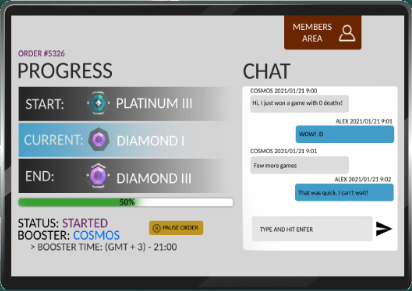 MEMBERS
AREA
ORDER #5326
PROGRESS
START: PLATINUM III
CURRENT: DIAMOND I
END: DIAMOND III
50%
STATUS: STARTED
BOOSTER: COSMOS
> BOOSTER TIME: (GMT + 3) - 21:00
PAUSE ORDER
CHAT
COSMOS 2021/01/21 9:00
Hi, I just won a game with 0 deaths!
ALEX 2021/01/21 9:01
WOW! :D
COSMOS 2021/01/21 9:01
Few more games
ALEX 2021/01/21 9:02
That was quick, I can't wait!
TYPE AND HIT ENTER